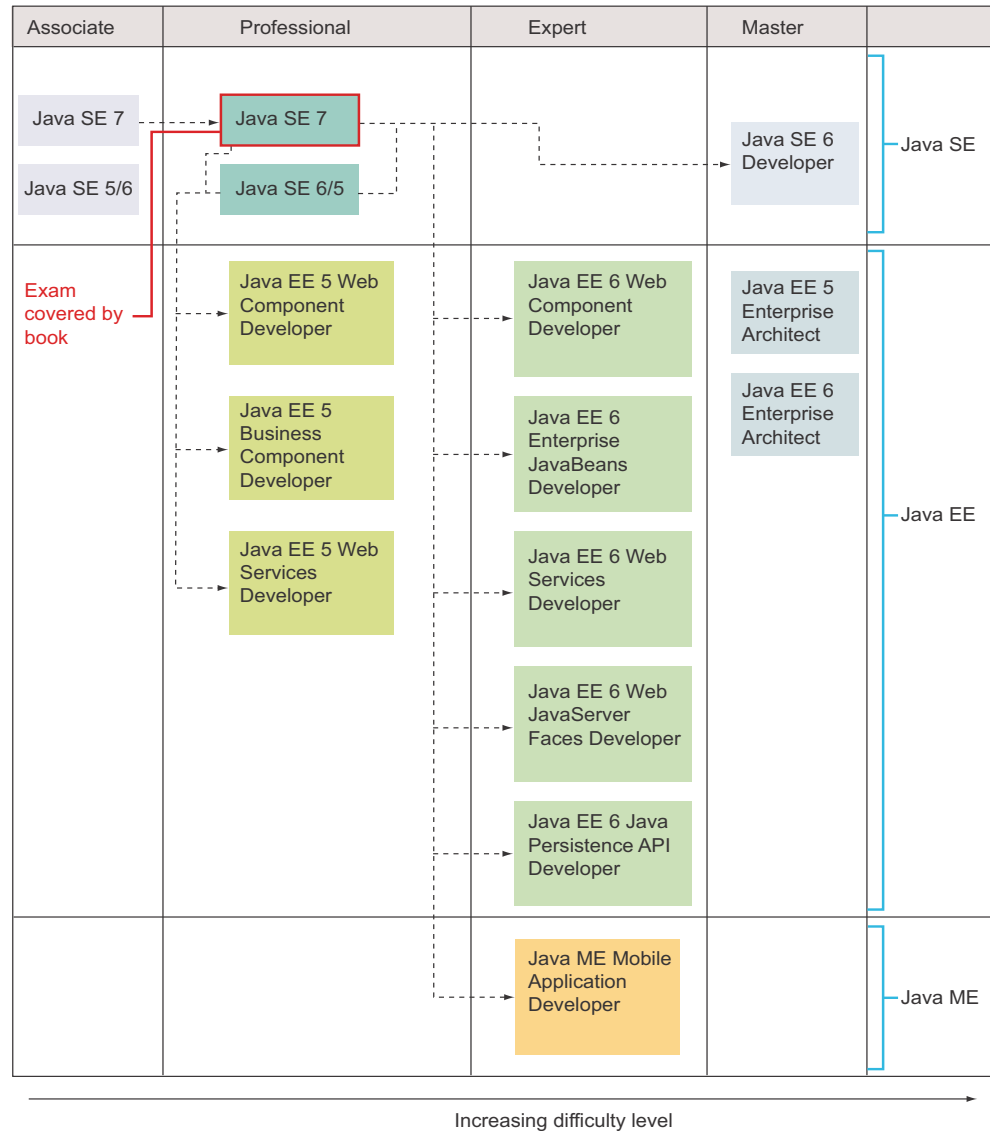 Associate
Professional
Expert
Master
Java SE 7
Java SE 7
Java SE 6
Developer
Java SE
Java SE 5/6
Java SE 6/5
Exam
covered by
book
Java EE 5 Web
Component
Developer
Java EE 6 Web
Component
Developer
Java EE 5
Enterprise
Architect
Java EE 6
Enterprise
Architect
Java EE 5
Business
Component
Developer
Java EE 6
Enterprise
JavaBeans
Developer
Java EE
Java EE 5 Web
Services
Developer
Java EE 6 Web
Services
Developer
Java EE 6 Web
JavaServer
Faces Developer
Java EE 6 Java
Persistence API
Developer
Java ME Mobile
Application
Developer
Java ME
Increasing difficulty level